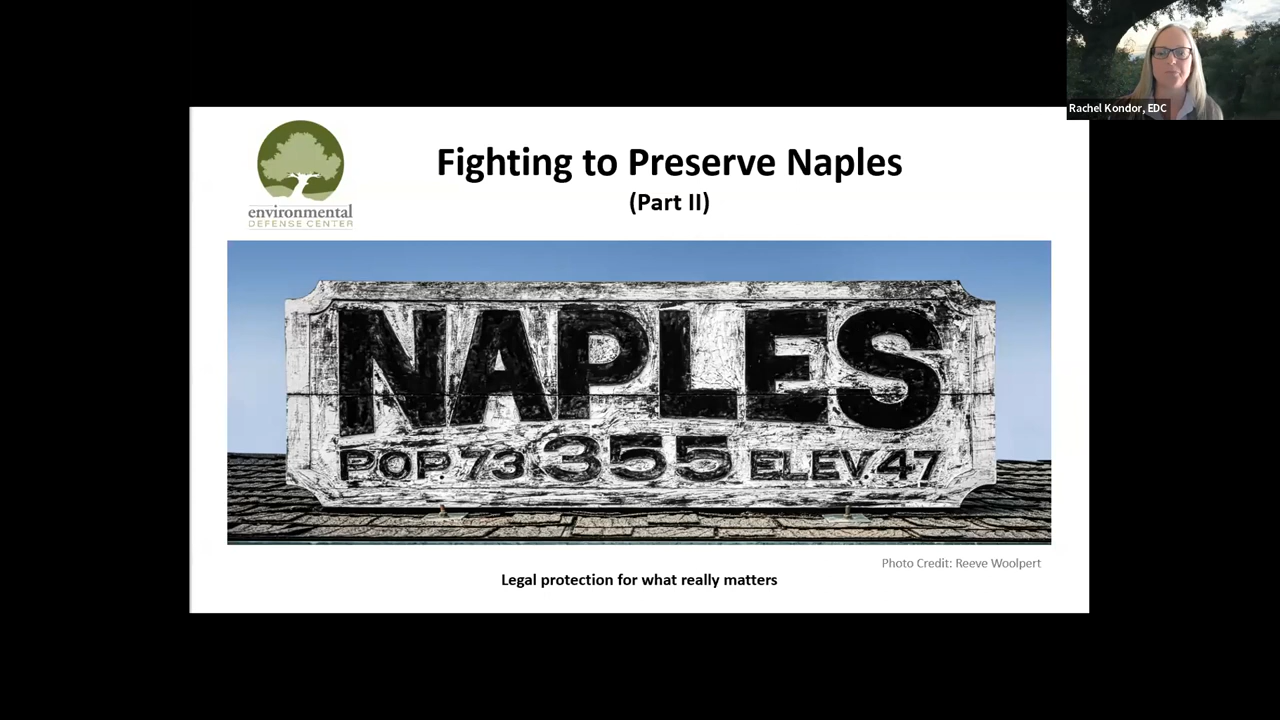 Rachel Kondor, EDC
Fighting to Preserve Naples
(Part II)
environmental
DEFENSE CENTER
NAPLES
POP. 73 355 ELEV. 47
Photo Credit: Reeve Woolpert
Legal protection for what really matters